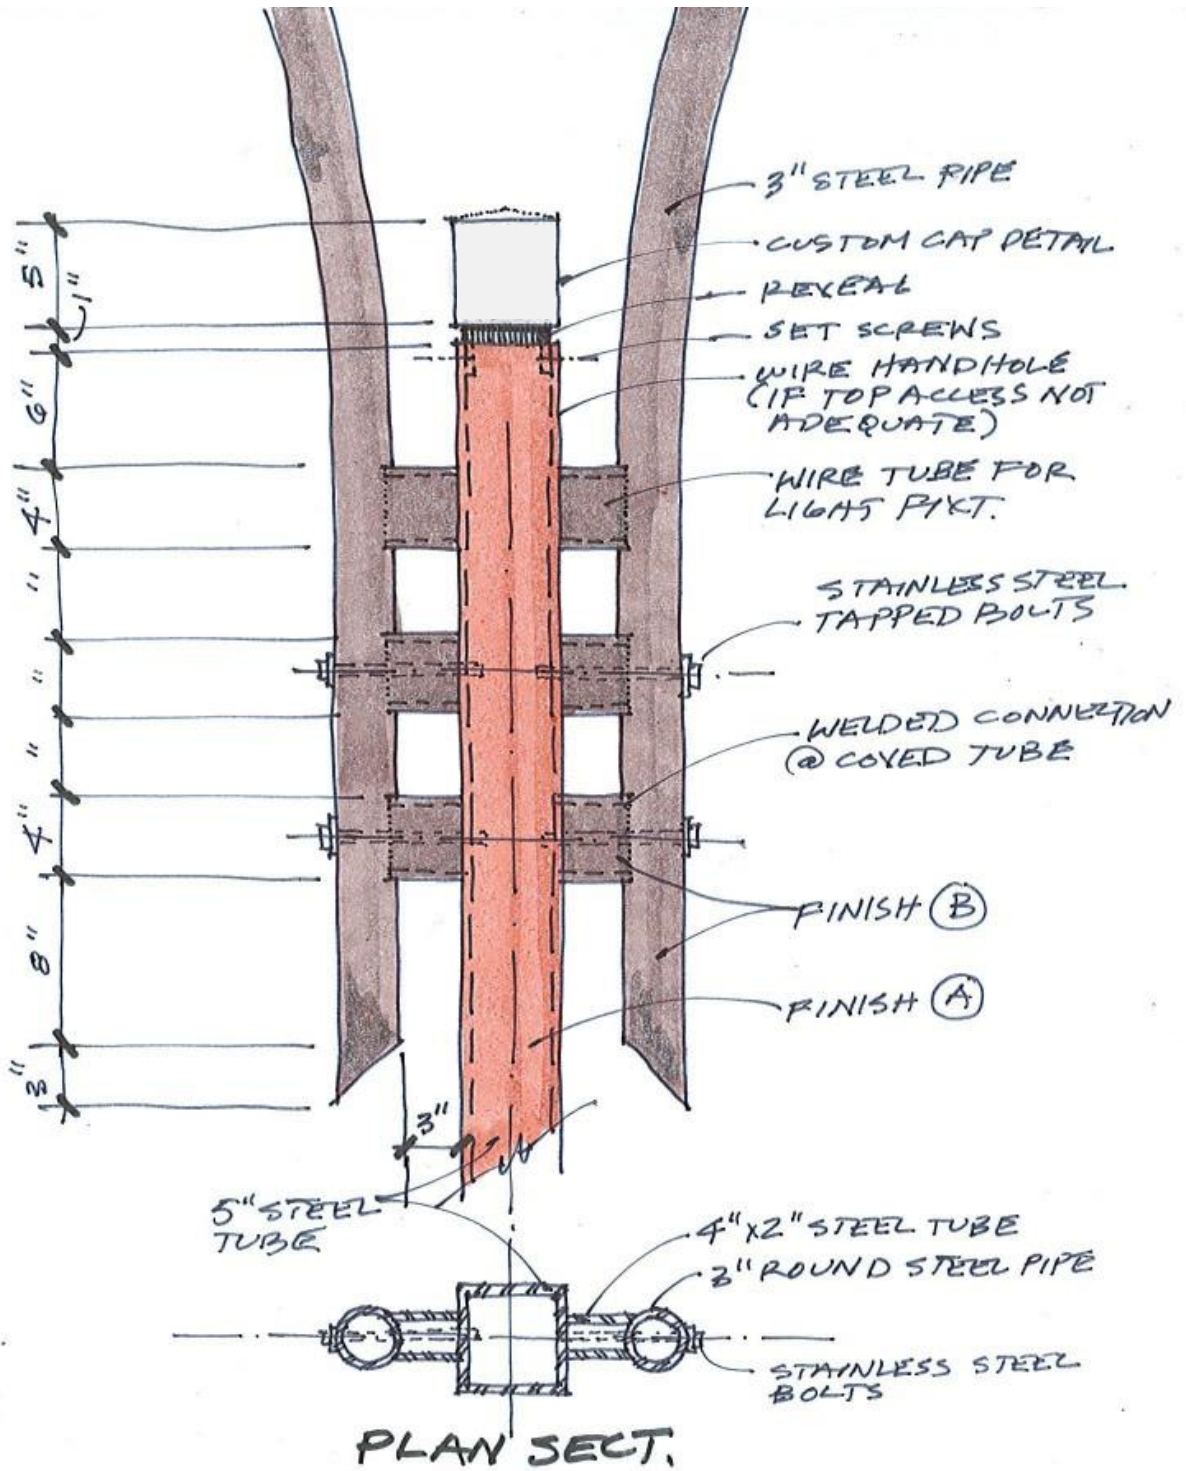 3" STEEL PIPE
CUSTOM CAP DETAIL
REVEAL
SET SCREWS
WIRE HANDHOLE
(IF TOP ACCESS NOT
ADEQUATE)
WIRE TUBE FOR
LIGHT FIXT.
STAINLESS STEEL
TAPPED BOLTS
WELDED CONNECTION
@ COVED TUBE
FINISH B
FINISH A
5"
1"
6"
4"
"
"
"
4"
8"
3"
3"
5" STEEL
TUBE
4"X2" STEEL TUBE
3" ROUND STEEL PIPE
STAINLESS STEEL
BOLTS
PLAN SECT.